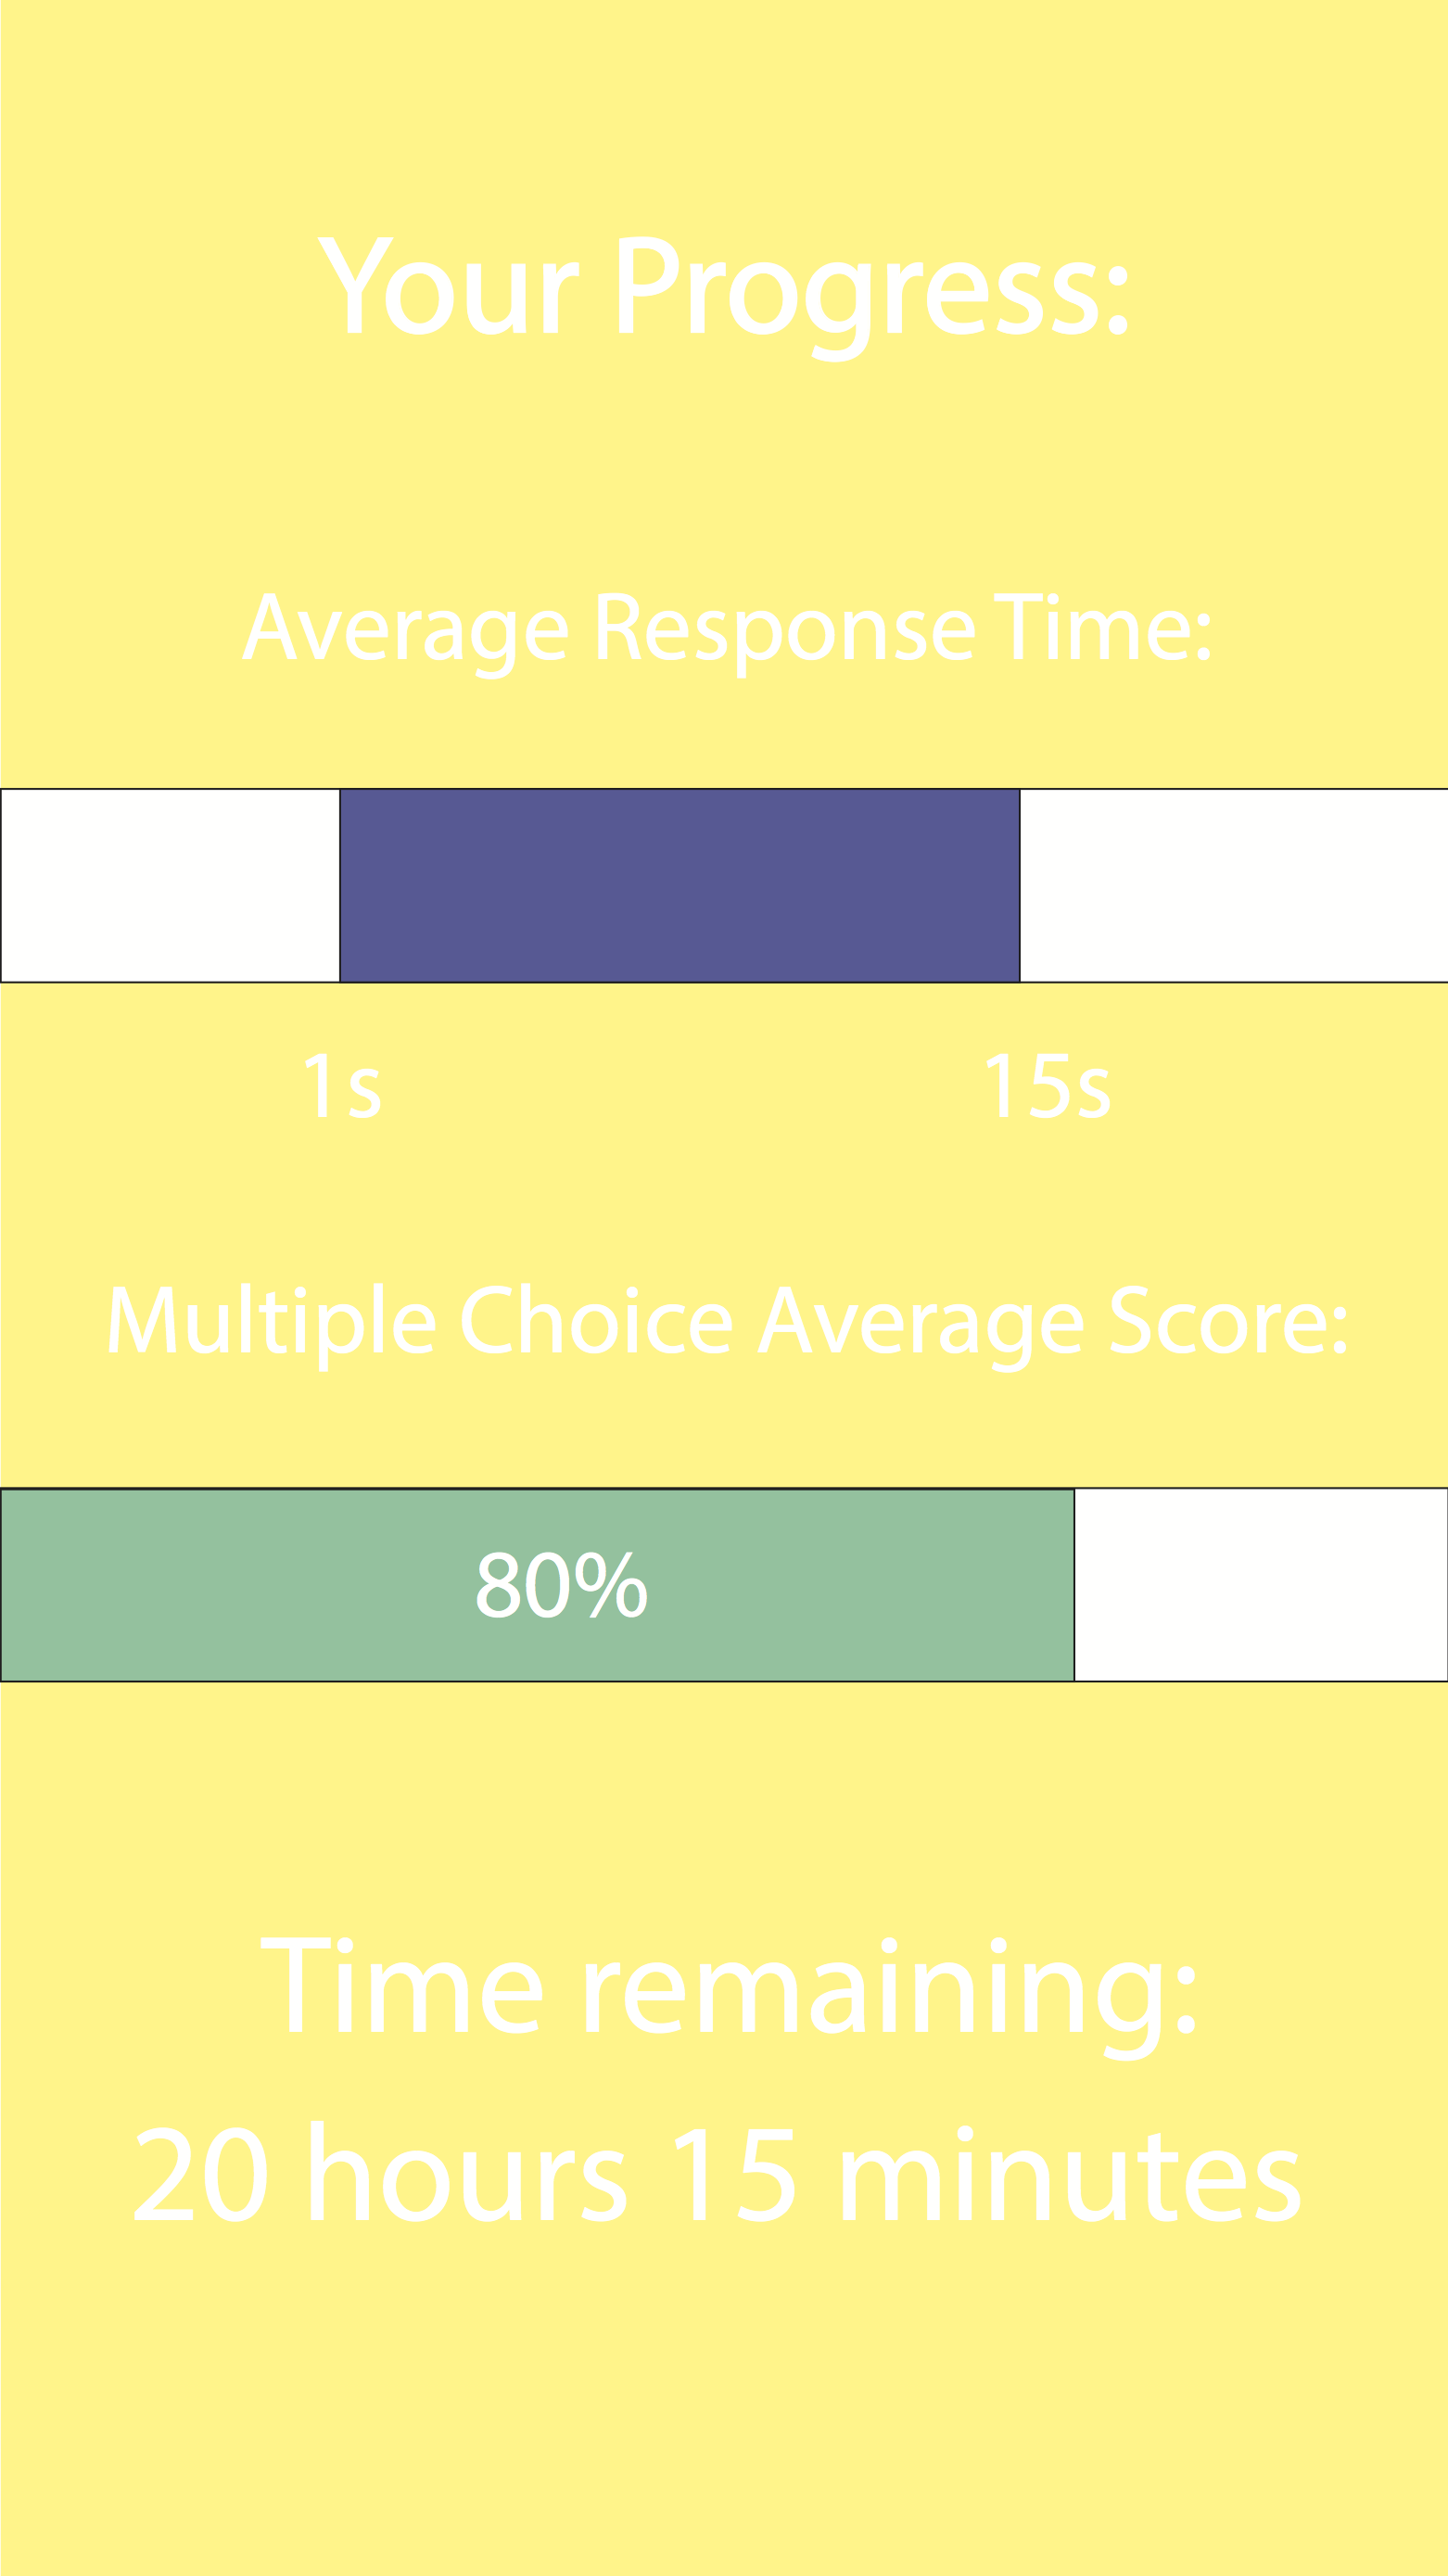 Your Progress:
Average Response Time:
1s 15s
Multiple Choice Average Score:
80%
Time remaining:
20 hours 15 minutes